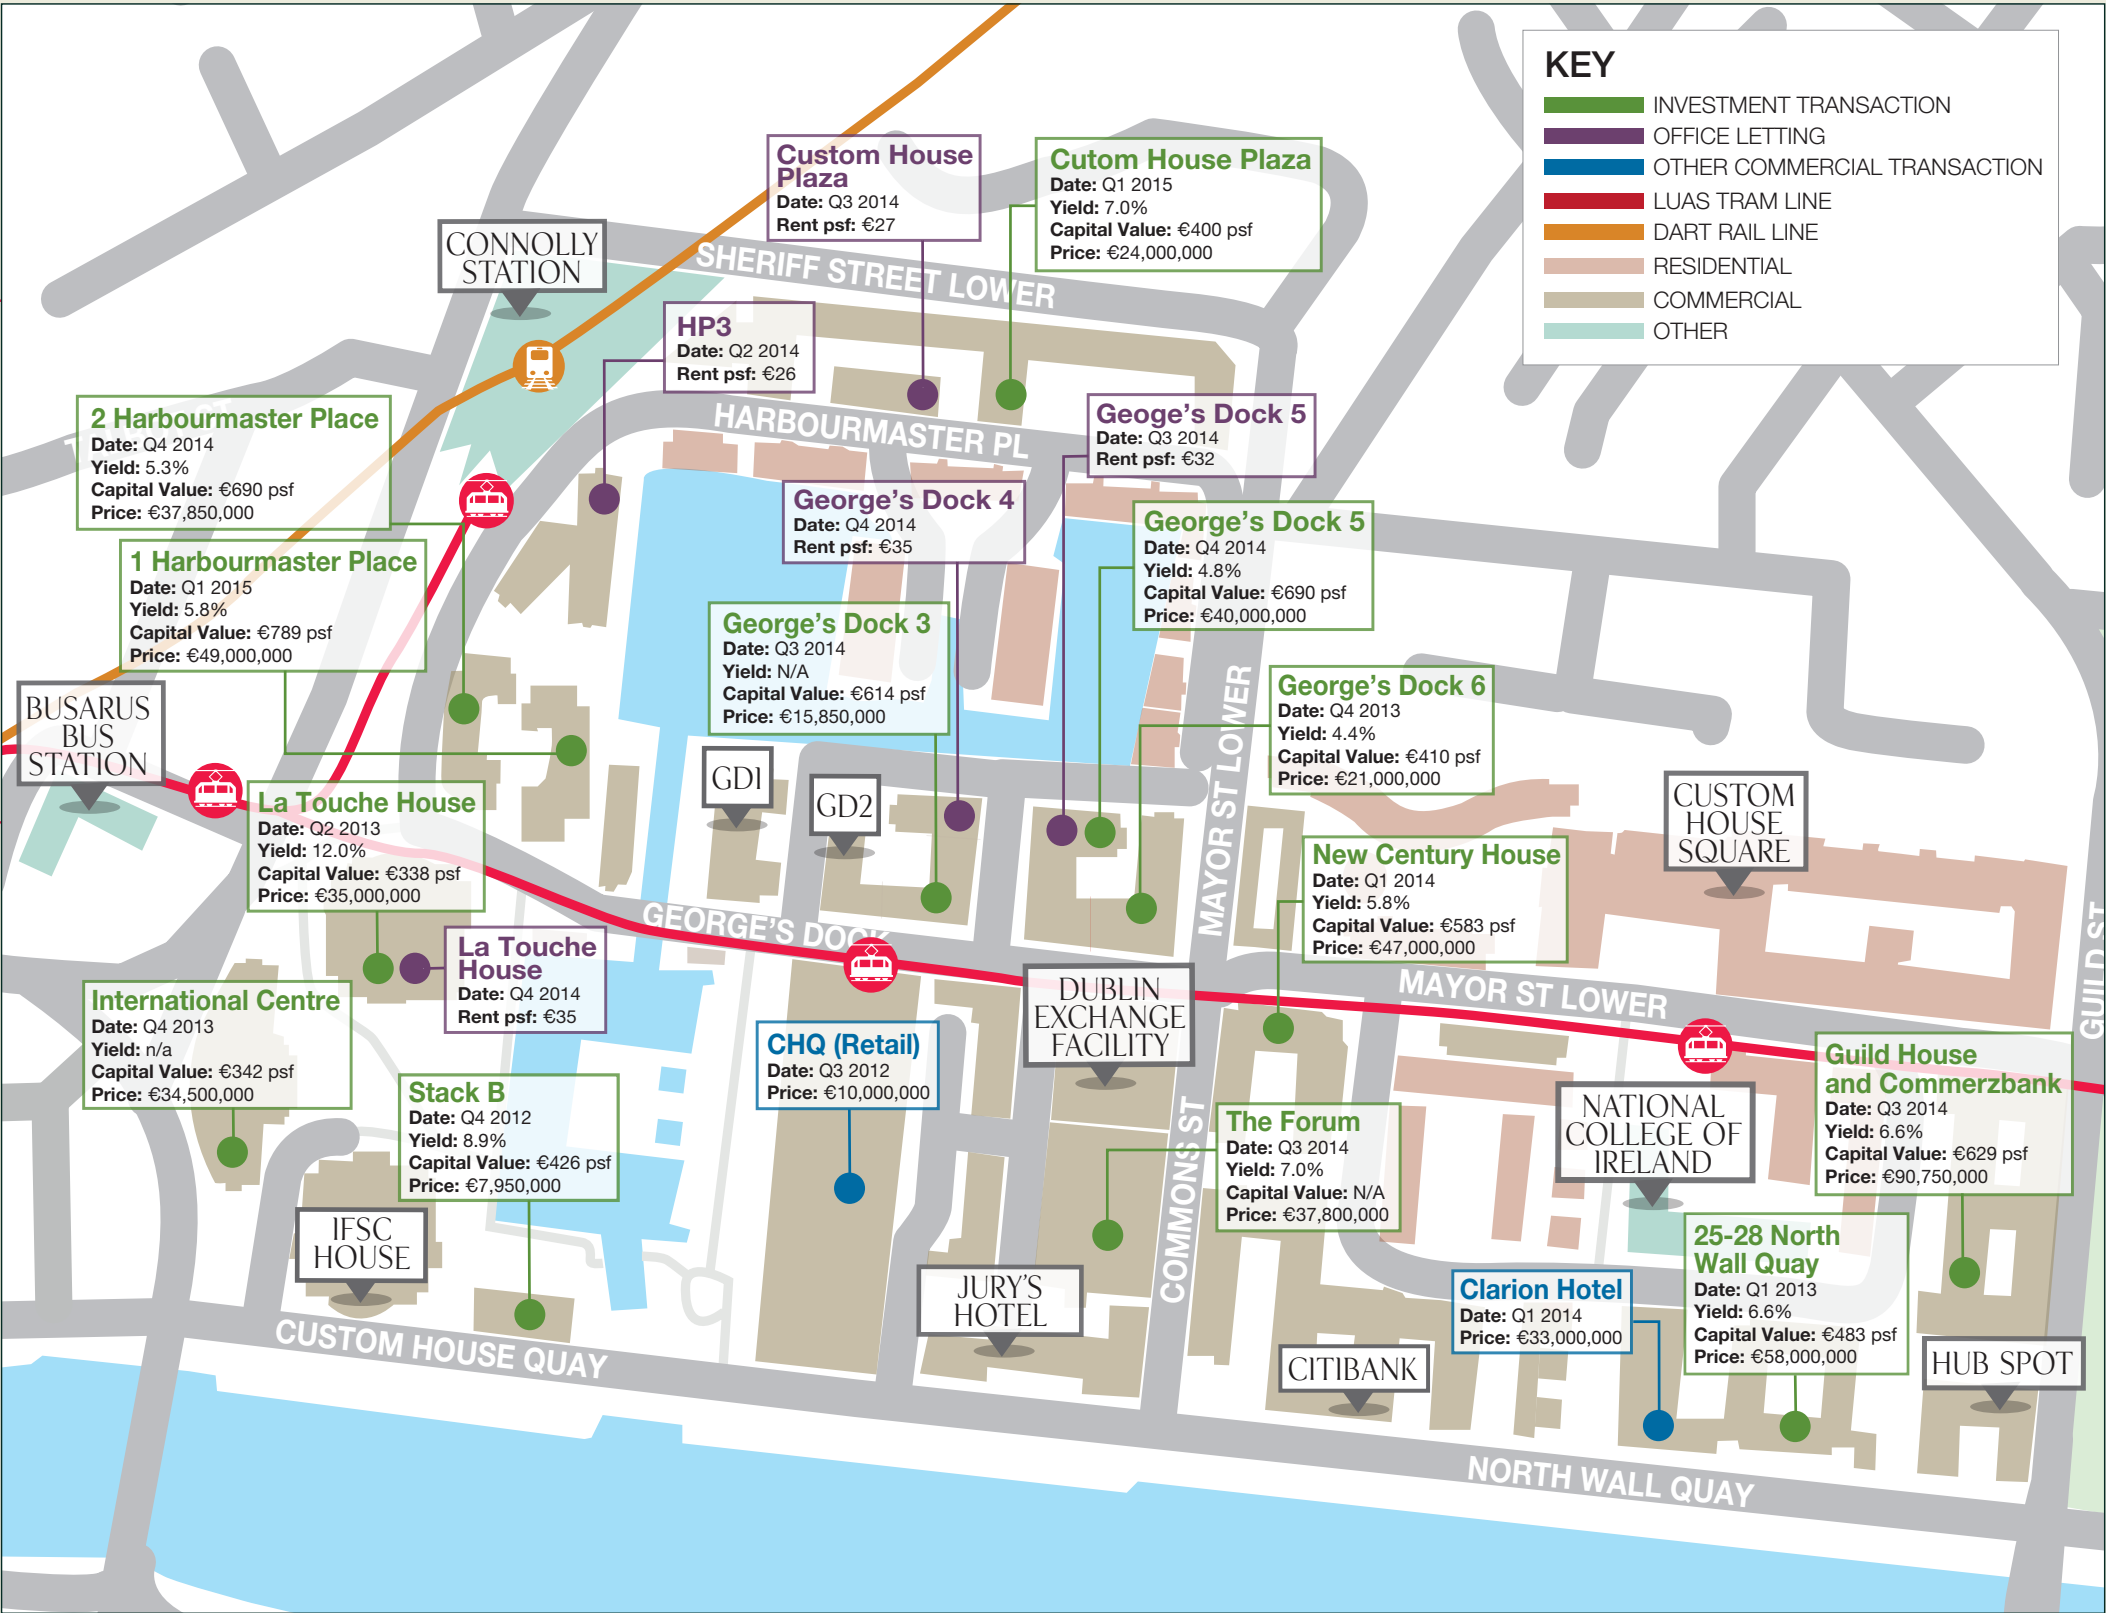 KEY
INVESTMENT TRANSACTION
OFFICE LETTING
OTHER COMMERCIAL TRANSACTION
LUAS TRAM LINE
DART RAIL LINE
RESIDENTIAL
COMMERCIAL
OTHER
Custom House
Plaza
Date: Q3 2014
Rent psf: €27
Cutom House Plaza
Date: Q1 2015
Yield: 7.0%
Capital Value: €400 psf
Price: €24,000,000
CONNOLLY
STATION
SHERIFF STREET LOWER
HP3
Date: Q2 2014
Rent psf: €26
HARBOURMASTER PL
2 Harbourmaster Place
Date: Q4 2014
Yield: 5.3%
Capital Value: €690 psf
Price: €37,850,000
Geoge's Dock 5
Date: Q3 2014
Rent psf: €32
George's Dock 4
Date: Q4 2014
Rent psf: €35
George's Dock 5
Date: Q4 2014
Yield: 4.8%
Capital Value: €690 psf
Price: €40,000,000
1 Harbourmaster Place
Date: Q1 2015
Yield: 5.8%
Capital Value: €789 psf
Price: €49,000,000
George's Dock 3
Date: Q3 2014
Yield: N/A
Capital Value: €614 psf
Price: €15,850,000
George's Dock 6
Date: Q4 2013
Yield: 4.4%
Capital Value: €410 psf
Price: €21,000,000
MAYOR ST LOWER
BUSARUS
BUS
STATION
GD1
GD2
CUSTOM
HOUSE
SQUARE
La Touche House
Date: Q2 2013
Yield: 12.0%
Capital Value: €338 psf
Price: €35,000,000
New Century House
Date: Q1 2014
Yield: 5.8%
Capital Value: €583 psf
Price: €47,000,000
GEORGE'S DOCK
GUILD ST
La Touche
House
Date: Q4 2014
Rent psf: €35
DUBLIN
EXCHANGE
FACILITY
MAYOR ST LOWER
International Centre
Date: Q4 2013
Yield: n/a
Capital Value: €342 psf
Price: €34,500,000
CHQ (Retail)
Date: Q3 2012
Price: €10,000,000
Guild House
and Commerzbank
Date: Q3 2014
Yield: 6.6%
Capital Value: €629 psf
Price: €90,750,000
Stack B
Date: Q4 2012
Yield: 8.9%
Capital Value: €426 psf
Price: €7,950,000
NATIONAL
COLLEGE OF
IRELAND
The Forum
Date: Q3 2014
Yield: 7.0%
Capital Value: N/A
Price: €37,800,000
COMMONS ST
IFSC
HOUSE
25-28 North
Wall Quay
Date: Q1 2013
Yield: 6.6%
Capital Value: €483 psf
Price: €58,000,000
JURY'S
HOTEL
Clarion Hotel
Date: Q1 2014
Price: €33,000,000
CITIBANK
HUB SPOT
CUSTOM HOUSE QUAY
NORTH WALL QUAY